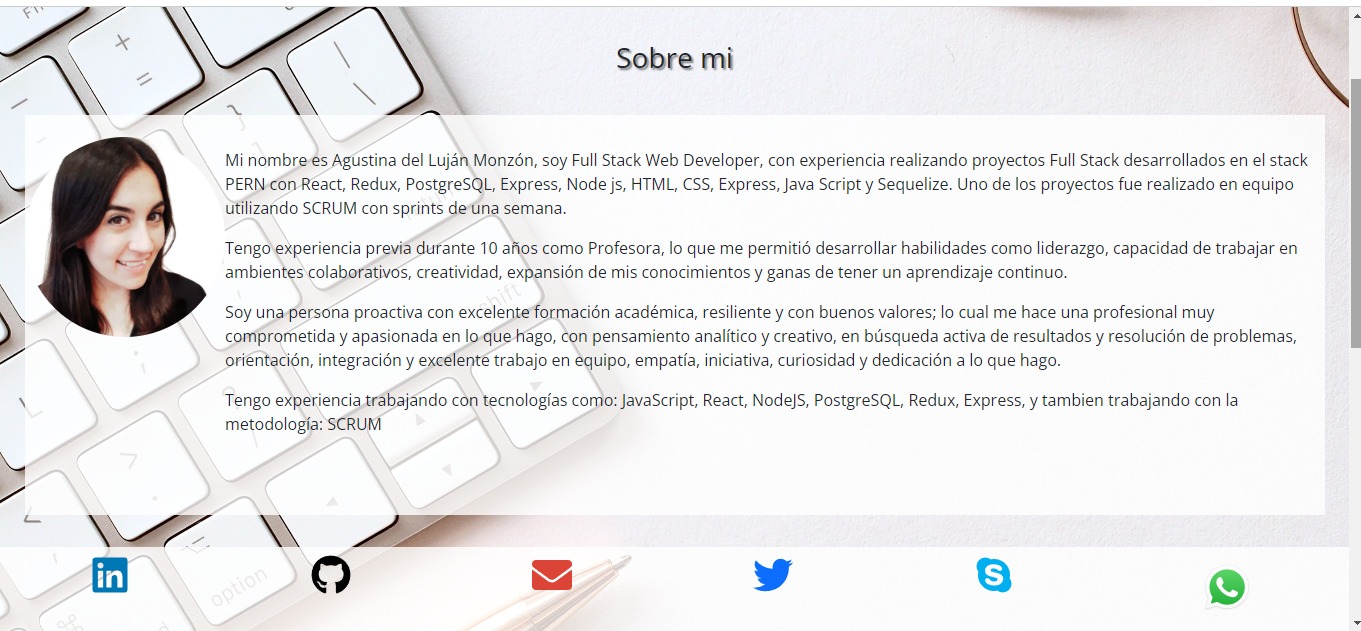 Sobre mi
Mi nombre es Agustina del Luján Monzón, soy Full Stack Web Developer, con experiencia realizando proyectos Full Stack desarrollados en el stack
PERN con React, Redux, PostgreSQL, Express, Node js, HTML, CSS, Express, Java Script y Sequelize. Uno de los proyectos fue realizado en equipo
utilizando SCRUM con sprints de una semana.
Tengo experiencia previa durante 10 años como Profesora, lo que me permitió desarrollar habilidades como liderazgo, capacidad de trabajar en
ambientes colaborativos, creatividad, expansión de mis conocimientos y ganas de tener un aprendizaje continuo.
Soy una persona proactiva con excelente formación académica, resiliente y con buenos valores; lo cual me hace una profesional muy
comprometida y apasionada en lo que hago, con pensamiento analítico y creativo, en búsqueda activa de resultados y resolución de problemas,
orientación, integración y excelente trabajo en equipo, empatía, iniciativa, curiosidad y dedicación a lo que hago.
Tengo experiencia trabajando con tecnologías como: JavaScript, React, NodeJS, PostgreSQL, Redux, Express, y tambien trabajando con la
metodología: SCRUM
shift
option
in
S